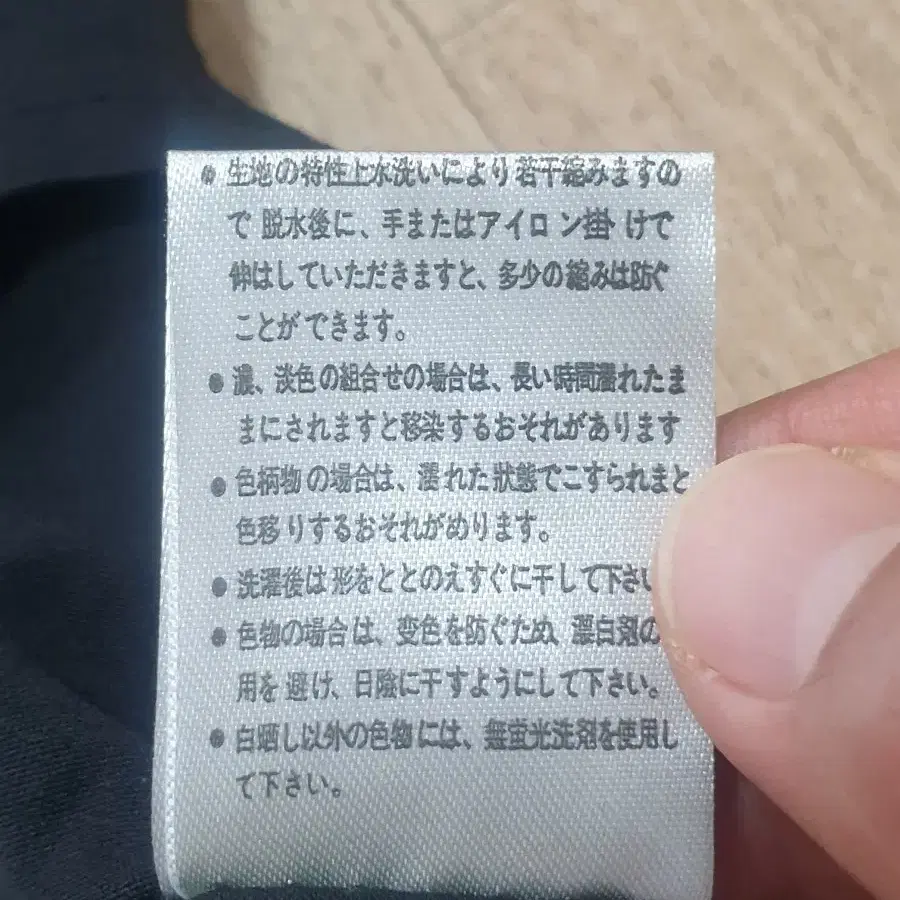 ● 生地の特性上水洗いにより若干縮みますの
で 脱水後に、手またはアイロン掛けで
伸はしていただきますと、多少の縮みは防ぐ
ことができます。
● 濃、淡色の組合せの場合は、長い時間濡れたま
まにされますと移染するおそれがあります
● 色柄物の場合は、濡れた狀態でこすられまと
色移りするおそれがめります。
● 洗濯後は形をととのえすぐに干して下さい
● 色物の場合は、变色を防ぐため、漂白剤の
用を避け、日陰に干すようにして下さい。
● 白晒し以外の色物には、無蛍光洗剤を使用し
て下さい。